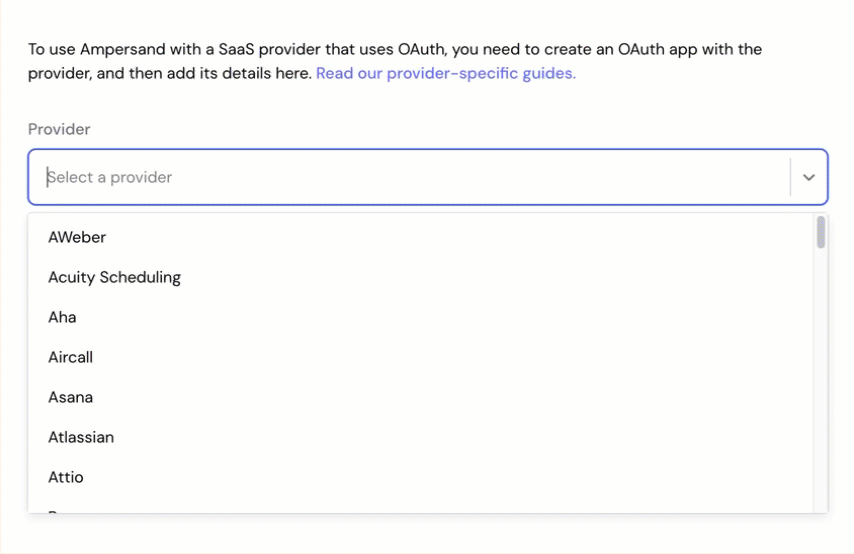 To use Ampersand with a SaaS provider that uses OAuth, you need to create an OAuth app with the
provider, and then add its details here. Read our provider-specific guides.
Provider
Select a provider
AWeber
Acuity Scheduling
Aha
Aircall
Asana
Atlassian
Attio